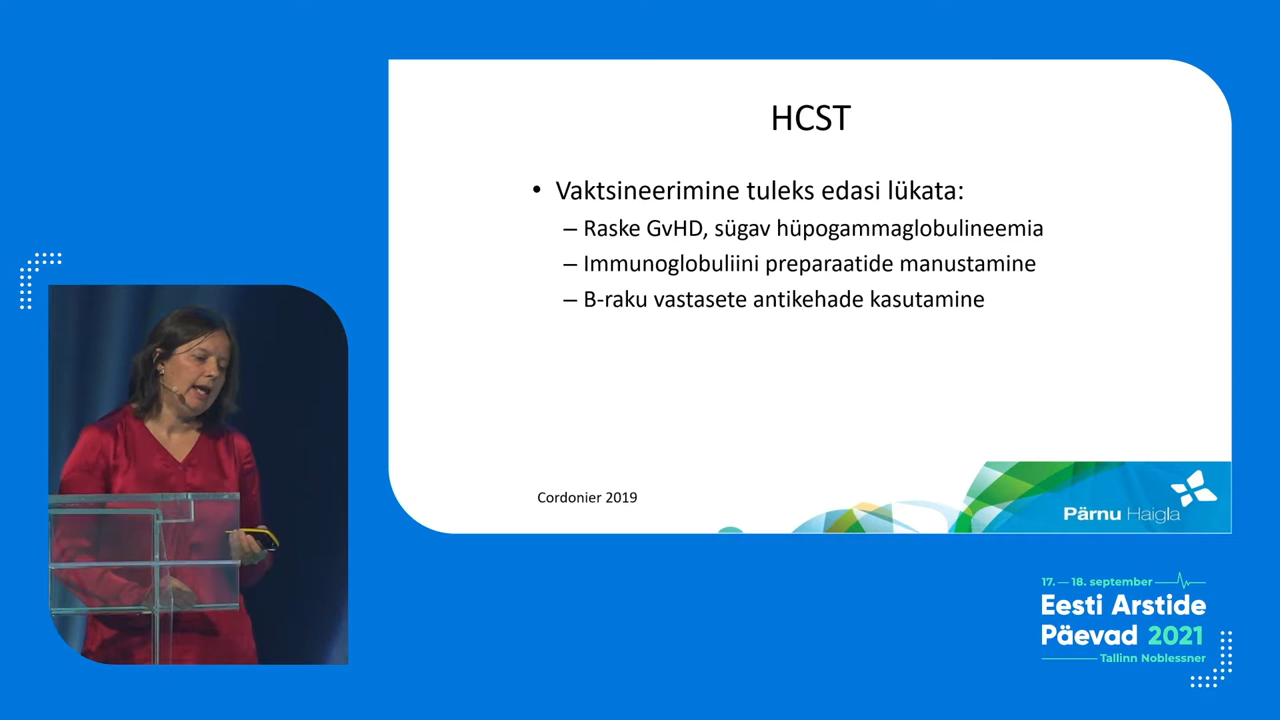 HCST
• Vaktsineerimine tuleks edasi lükata:
– Raske GvHD, sügav hüpogammaglobulineemia
– Immunoglobuliini preparaatide manustamine
– B-raku vastasete antikehade kasutamine
Cordonier 2019
Pärnu Haigla
17. — 18. september
Eesti Arstide
Päevad 2021
Tallinn Noblessner